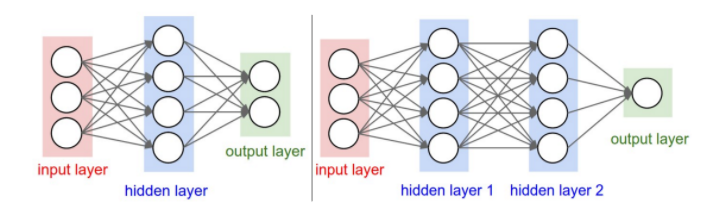 input layer
hidden layer
output layer
input layer
hidden layer 1
hidden layer 2
output layer